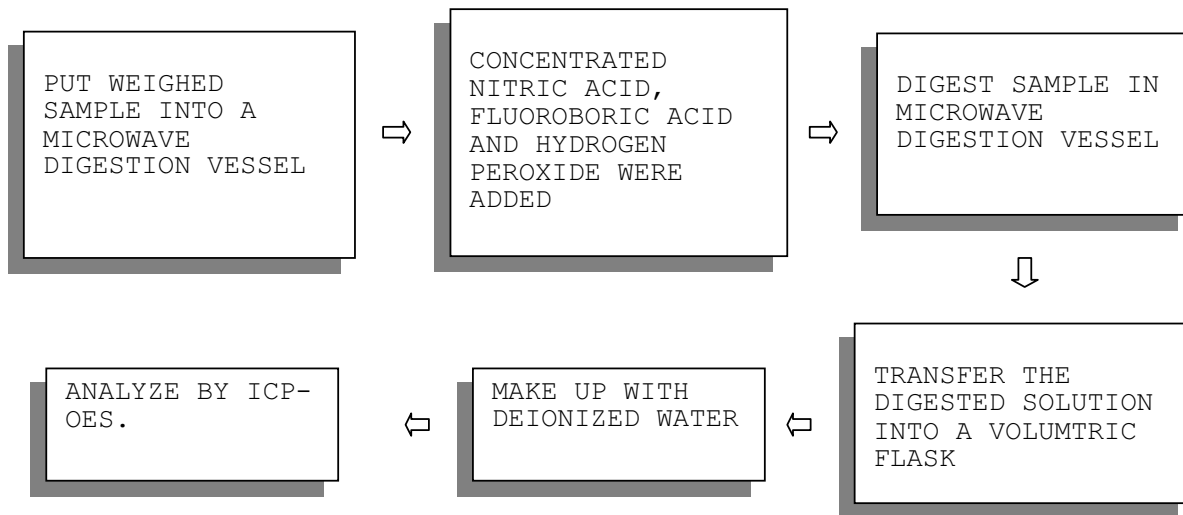 PUT WEIGHED
SAMPLE INTO A
MICROWAVE
DIGESTION VESSEL
CONCENTRATED
NITRIC ACID,
FLUOROBORIC ACID
AND HYDROGEN
PEROXIDE WERE
ADDED
DIGEST SAMPLE IN
MICROWAVE
DIGESTION VESSEL
TRANSFER THE
DIGESTED SOLUTION
INTO A VOLUMTRIC
FLASK
MAKE UP WITH
DEIONIZED WATER
ANALYZE BY ICP-
OES.